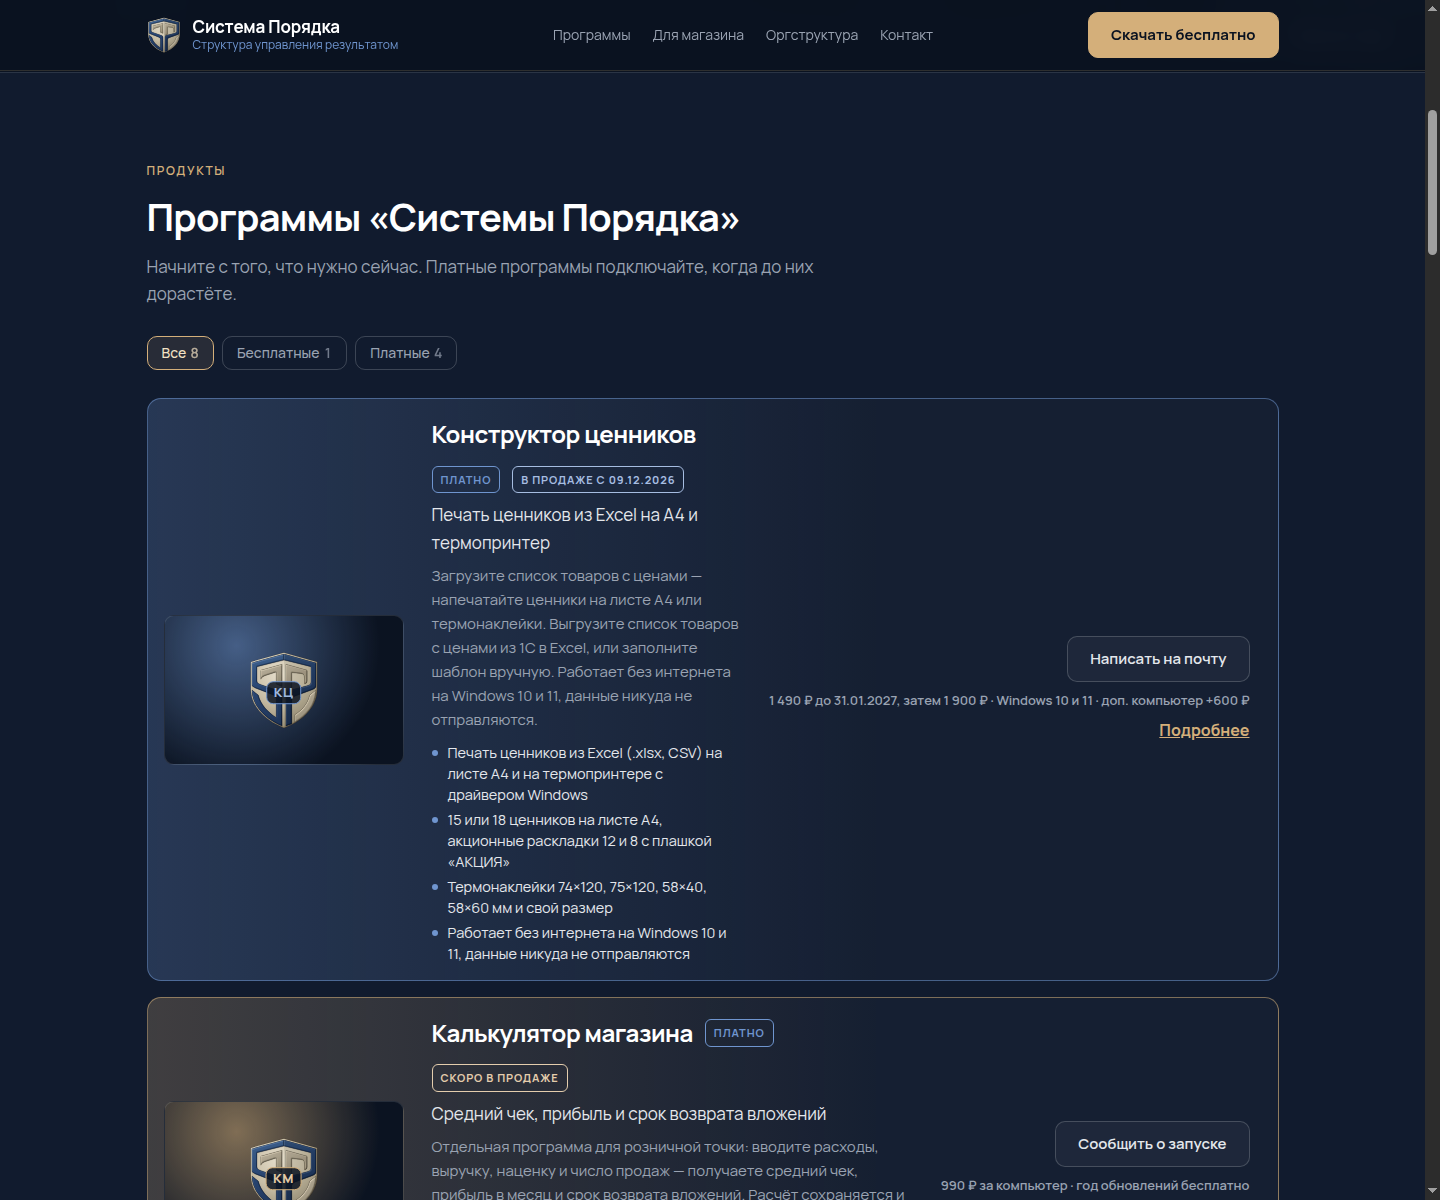 Система Порядка
Структура управления результатом
Программы
Для магазина
Оргструктура
Контакт
Скачать бесплатно
ПРОДУКТЫ
Программы «Системы Порядка»
Начните с того, что нужно сейчас. Платные программы подключайте, когда до них
дорастёте.
Все 8
Бесплатные 1
Платные 4
Конструктор ценников
ПЛАТНО
В ПРОДАЖЕ С 09.12.2026
Печать ценников из Excel на А4 и
термопринтер
Загрузите список товаров с ценами —
напечатайте ценники на листе А4 или
термонаклейки. Выгрузите список товаров
с ценами из 1С в Excel, или заполните
шаблон вручную. Работает без интернета
на Windows 10 и 11, данные никуда не
отправляются.
Печать ценников из Excel (.xlsx, CSV) на
листе А4 и на термопринтере с
драйвером Windows
15 или 18 ценников на листе А4,
акционные раскладки 12 и 8 с плашкой
«АКЦИЯ»
Термонаклейки 74×120, 75×120, 58×40,
58×60 мм и свой размер
Работает без интернета на Windows 10 и
11, данные никуда не отправляются
КЦ
Написать на почту
1 490 ₽ до 31.01.2027, затем 1 900 ₽ · Windows 10 и 11 · доп. компьютер +600 ₽
Подробнее
Калькулятор магазина
ПЛАТНО
СКОРО В ПРОДАЖЕ
Средний чек, прибыль и срок возврата вложений
Отдельная программа для розничной точки: вводите расходы,
выручку, наценку и число продаж — получаете средний чек,
прибыль в месяц и срок возврата вложений. Расчёт сохраняется и
КМ
Сообщить о запуске
990 ₽ за компьютер · год обновлений бесплатно